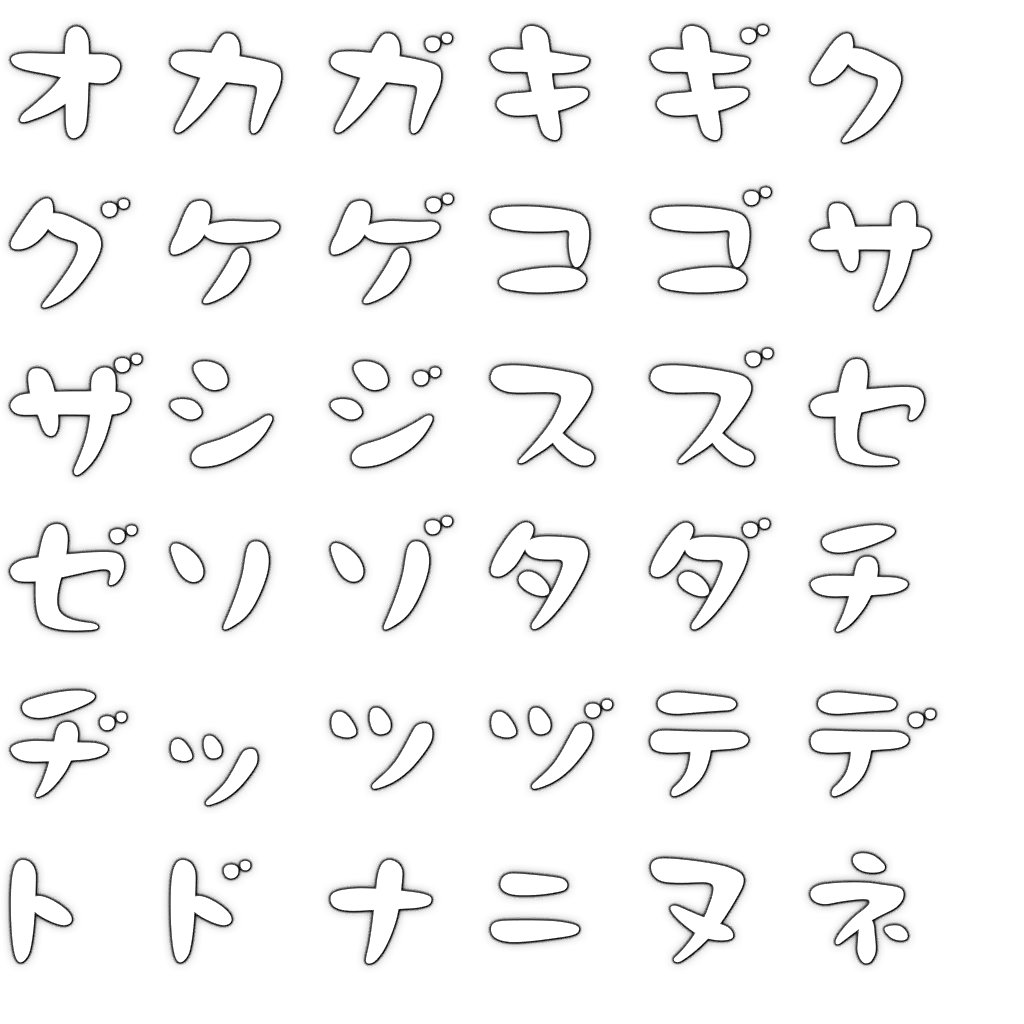 オカガキギク
グケゲコゴサ
ザシジスズセ
ゼソゾタダチ
ヂッツヅテデ
トドナニヌネ